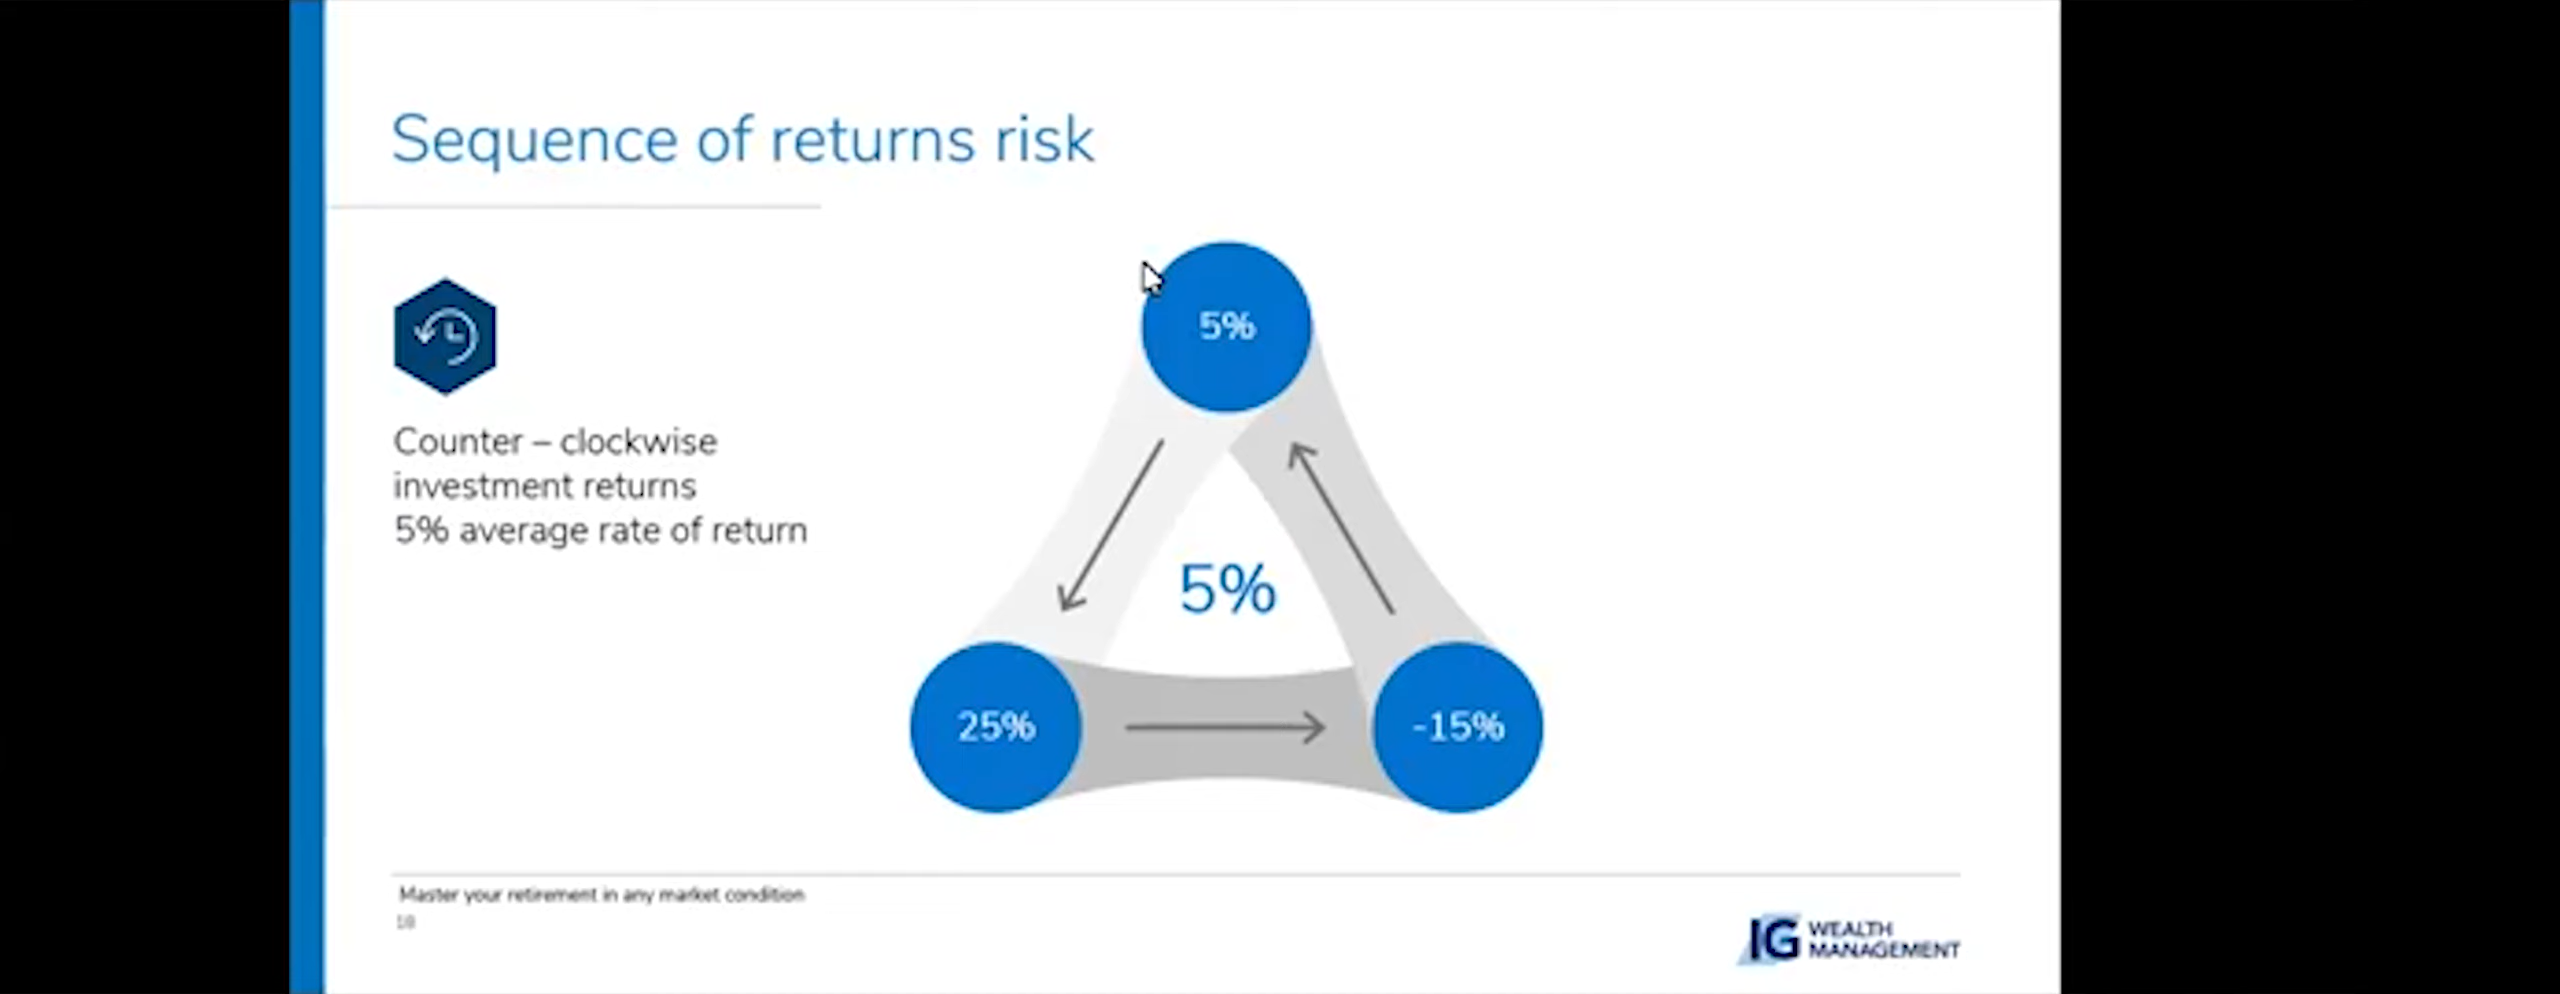 Sequence of returns risk
Counter – clockwise
investment returns
5% average rate of return
5%
5%
25%
-15%
Master your retirement in any market condition
18
IG WEALTH
MANAGEMENT